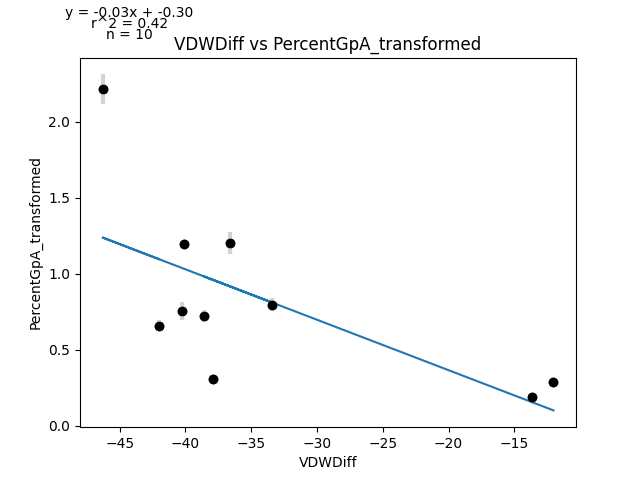 y = -0.03x + -0.30
r^2 = 0.42
n = 10
VDWDiff vs PercentGpA_transformed
PercentGpA_transformed
2.0
1.5
1.0
0.5
0.0
−45
−40
−35
−30
−25
−20
−15
VDWDiff